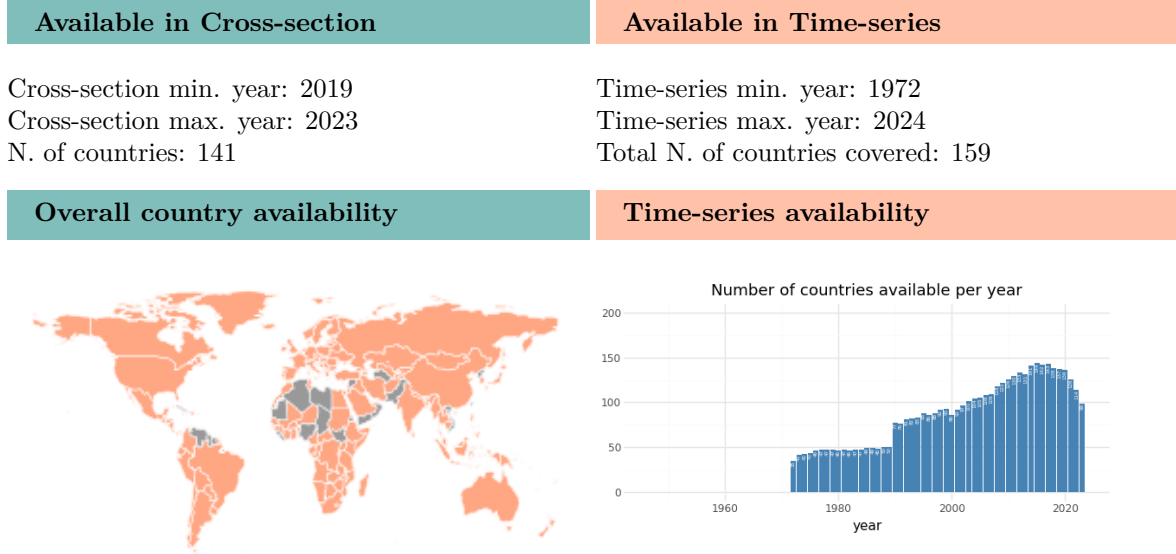 Available in Cross-section
Available in Time-series
Cross-section min. year: 2019
Cross-section max. year: 2023
N. of countries: 141
Time-series min. year: 1972
Time-series max. year: 2024
Total N. of countries covered: 159
Overall country availability
Time-series availability
Number of countries available per year
200
150
100
50
0
1960
1980
2000
2020
year